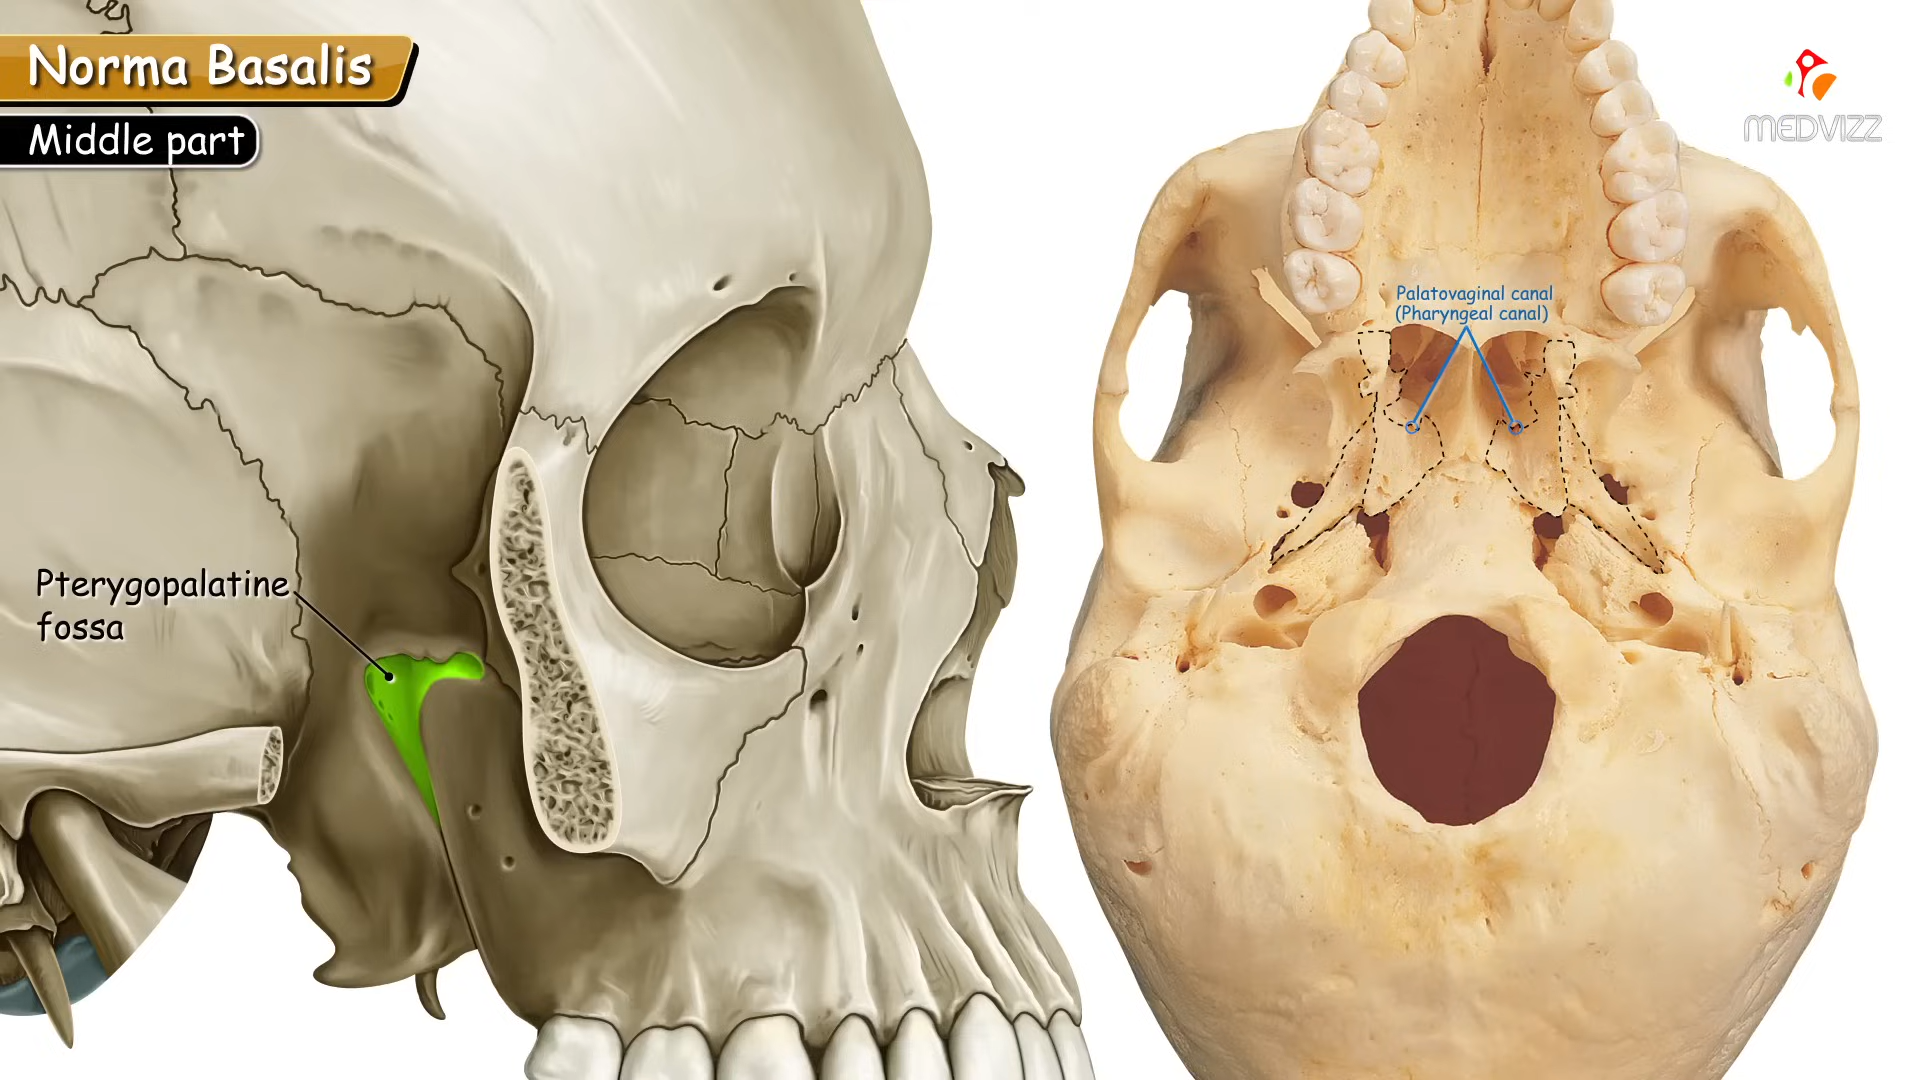 Norma Basalis
Middle part
MEDVIZZ
Palatovaginal canal
(Pharyngeal canal)
Pterygopalatine
fossa